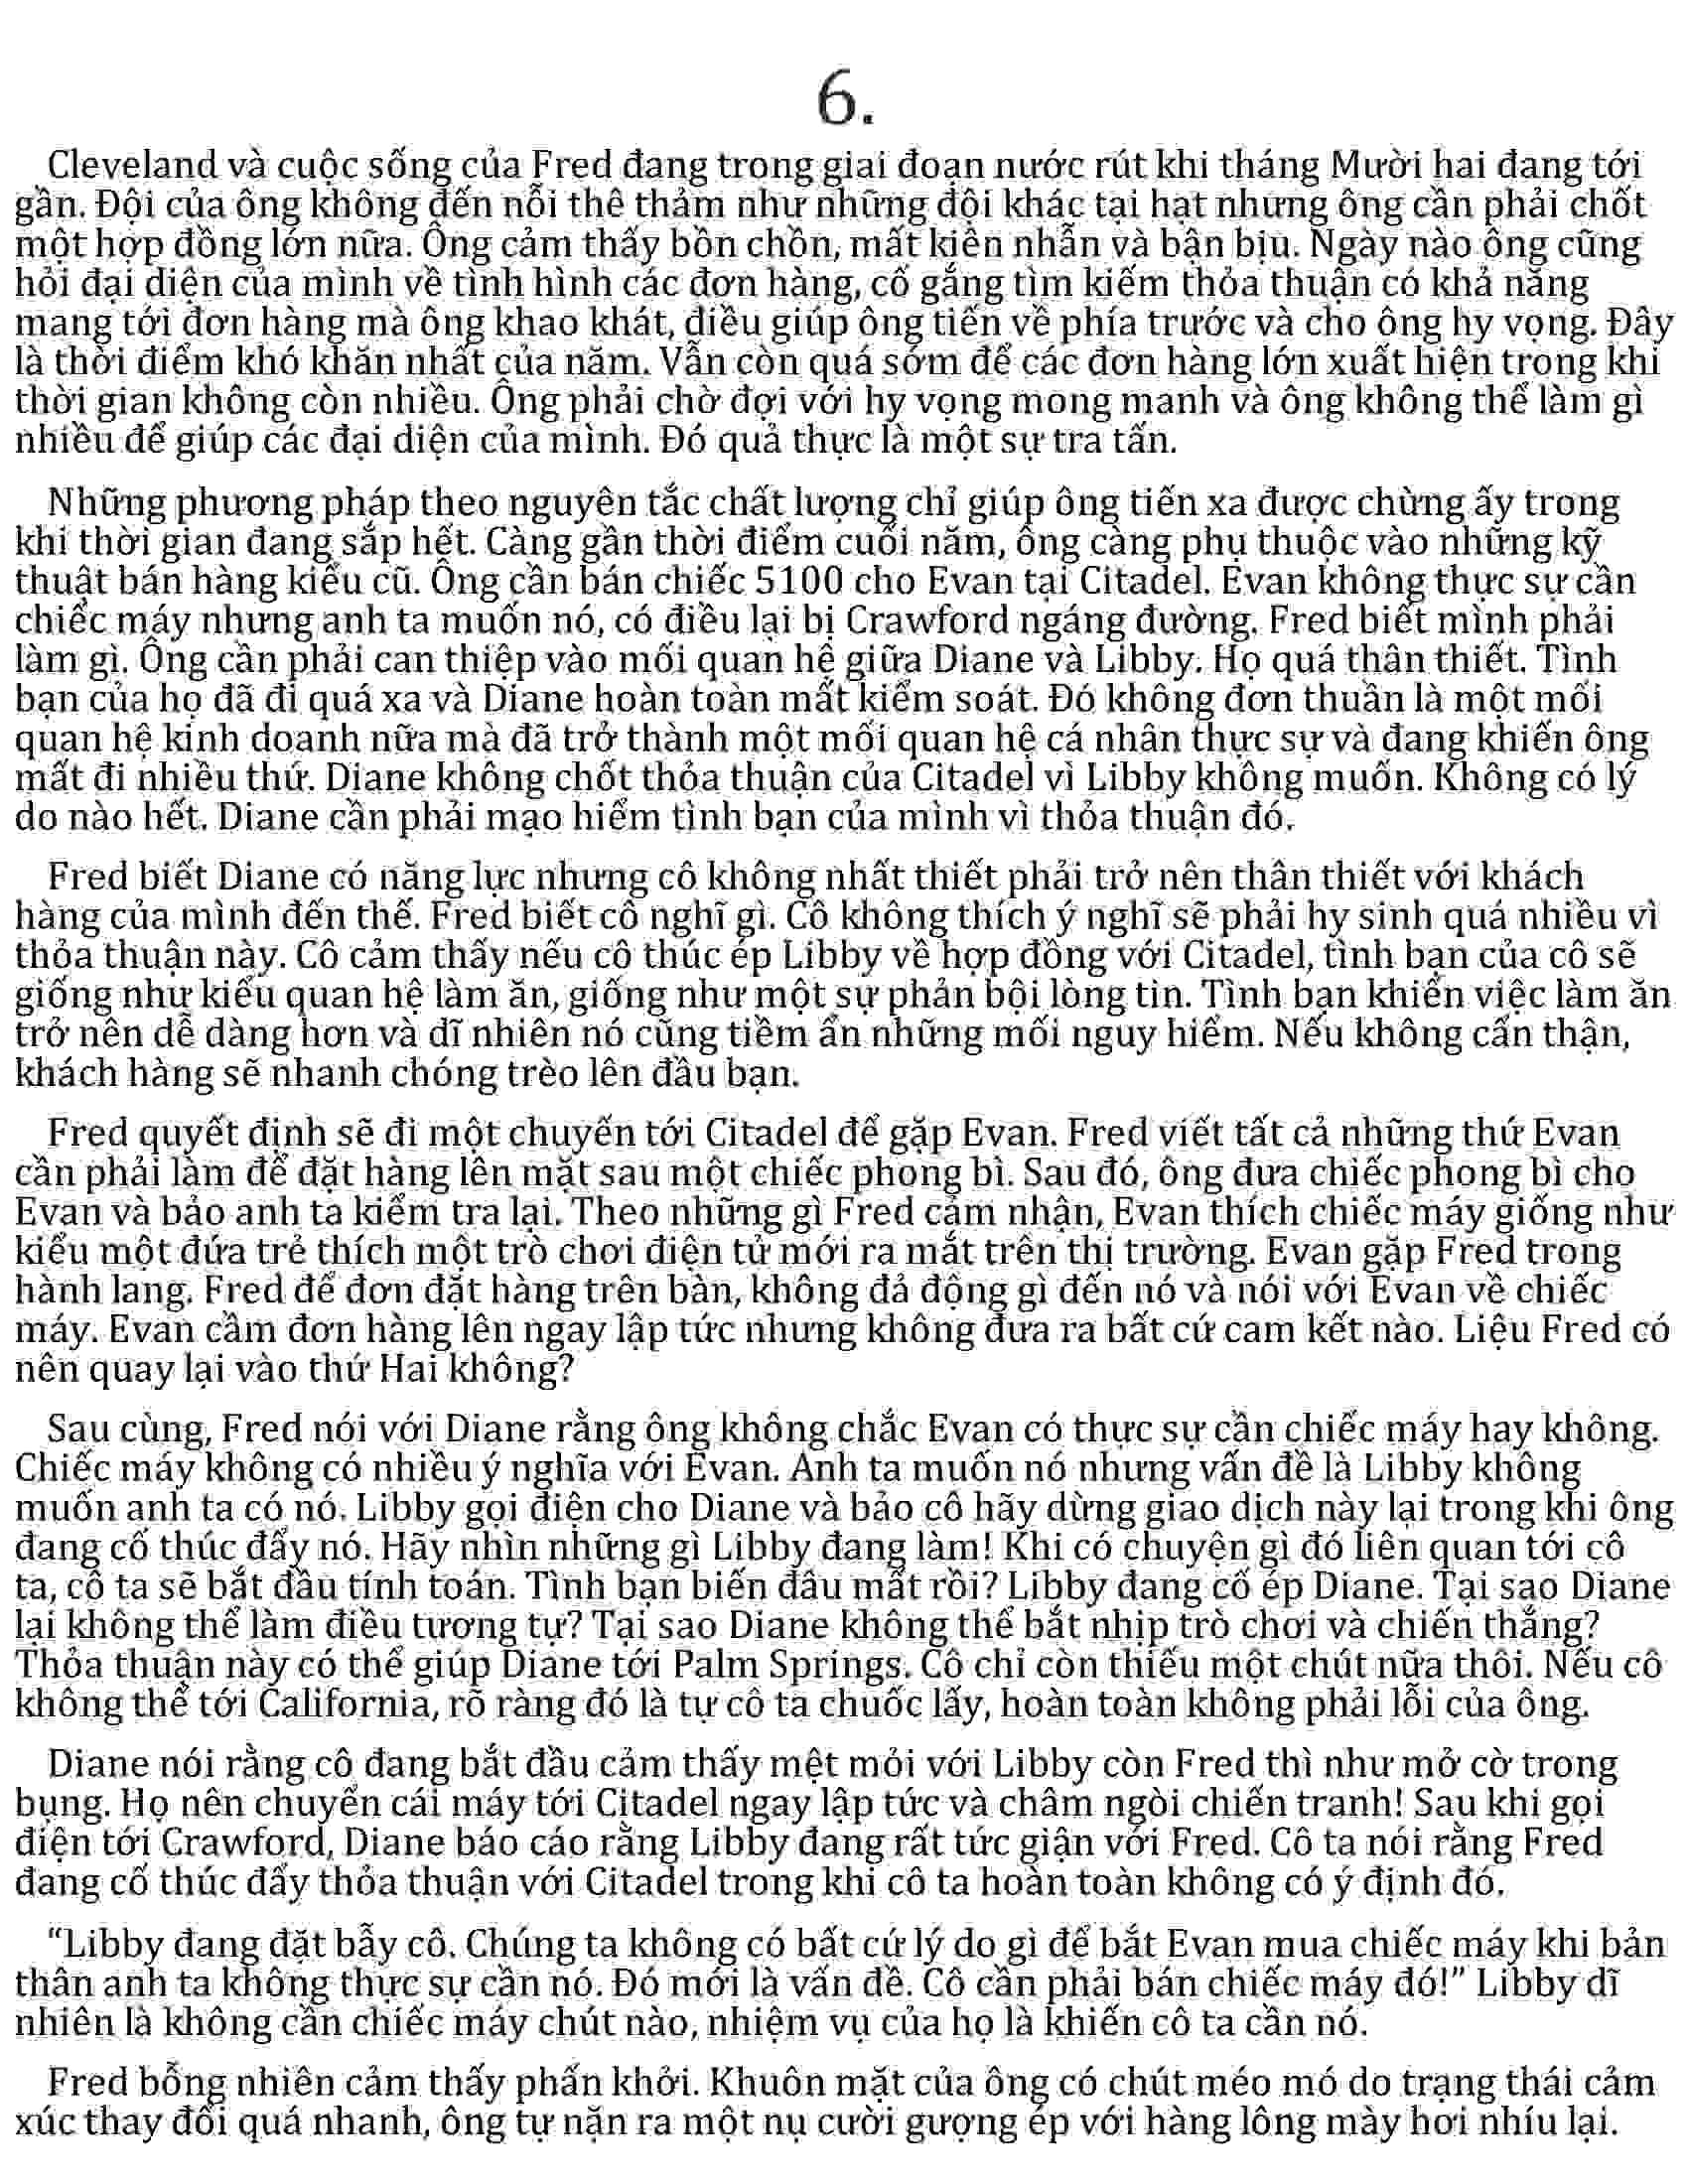 6.
Cleveland và cuộc sống của Fred đang trong giai đoạn nước rút khi tháng Mười hai đang tới
gần. Đội của ông không đến nỗi thê thảm như những đội khác tại hạt nhưng ông cần phải chốt
một hợp đồng lớn nữa. Ông cảm thấy bồn chồn, mất kiên nhẫn và bận bịu. Ngày nào ông cũng
hỏi đại diện của mình về tình hình các đơn hàng, cố gắng tìm kiếm thỏa thuận có khả năng
mang tới đơn hàng mà ông khao khát, điều giúp ông tiến về phía trước và cho ông hy vọng. Đây
là thời điểm khó khăn nhất của năm. Vẫn còn quá sớm để các đơn hàng lớn xuất hiện trong khi
thời gian không còn nhiều. Ông phải chờ đợi với hy vọng mong manh và ông không thể làm gì
nhiều để giúp các đại diện của mình. Đó quả thực là một sự tra tấn.
Những phương pháp theo nguyên tắc chất lượng chỉ giúp ông tiến xa được chừng ấy trong
khi thời gian đang sắp hết. Càng gần thời điểm cuối năm, ông càng phụ thuộc vào những kỹ
thuật bán hàng kiểu cũ. Ông cần bán chiếc 5100 cho Evan tại Citadel. Evan không thực sự cần
chiếc máy nhưng anh ta muốn nó, có điều lại bị Crawford ngáng đường. Fred biết mình phải
làm gì. Ông cần phải can thiệp vào mối quan hệ giữa Diane và Libby. Họ quá thân thiết. Tình
bạn của họ đã đi quá xa và Diane hoàn toàn mất kiểm soát. Đó không đơn thuần là một mối
quan hệ kinh doanh nữa mà đã trở thành một mối quan hệ cá nhân thực sự và đang khiến ông
mất đi nhiều thứ. Diane không chốt thỏa thuận của Citadel vì Libby không muốn. Không có lý
do nào hết. Diane cần phải mạo hiểm tình bạn của mình vì thỏa thuận đó.
Fred biết Diane có năng lực nhưng cô không nhất thiết phải trở nên thân thiết với khách
hàng của mình đến thế. Fred biết cô nghĩ gì. Cô không thích ý nghĩ sẽ phải hy sinh quá nhiều vì
thỏa thuận này. Cô cảm thấy nếu cô thúc ép Libby về hợp đồng với Citadel, tình bạn của cô sẽ
giống như kiểu quan hệ làm ăn, giống như một sự phản bội lòng tin. Tình bạn khiến việc làm ăn
trở nên dễ dàng hơn và dĩ nhiên nó cũng tiềm ẩn những mối nguy hiểm. Nếu không cẩn thận,
khách hàng sẽ nhanh chóng trèo lên đầu bạn.
Fred quyết định sẽ đi một chuyến tới Citadel để gặp Evan. Fred viết tất cả những thứ Evan
cần phải làm để đặt hàng lên mặt sau một chiếc phong bì. Sau đó, ông đưa chiếc phong bì cho
Evan và bảo anh ta kiểm tra lại. Theo những gì Fred cảm nhận, Evan thích chiếc máy giống như
kiểu một đứa trẻ thích một trò chơi điện tử mới ra mắt trên thị trường. Evan gặp Fred trong
hành lang. Fred để đơn đặt hàng trên bàn, không đả động gì đến nó và nói với Evan về chiếc
máy. Evan cầm đơn hàng lên ngay lập tức nhưng không đưa ra bất cứ cam kết nào. Liệu Fred có
nên quay lại vào thứ Hai không?
Sau cùng, Fred nói với Diane rằng ông không chắc Evan có thực sự cần chiếc máy hay không.
Chiếc máy không có nhiều ý nghĩa với Evan. Anh ta muốn nó nhưng vấn đề là Libby không
muốn anh ta có nó. Libby gọi điện cho Diane và bảo cô hãy dừng giao dịch này lại trong khi ông
đang cố thúc đẩy nó. Hãy nhìn những gì Libby đang làm! Khi có chuyện gì đó liên quan tới cô
ta, cô ta sẽ bắt đầu tính toán. Tình bạn biến đâu mất rồi? Libby đang cố ép Diane. Tại sao Diane
lại không thể làm điều tương tự? Tại sao Diane không thể bắt nhịp trò chơi và chiến thắng?
Thỏa thuận này có thể giúp Diane tới Palm Springs. Cô chỉ còn thiếu một chút nữa thôi. Nếu cô
không thể tới California, rõ ràng đó là tự cô ta chuốc lấy, hoàn toàn không phải lỗi của ông.
Diane nói rằng cô đang bắt đầu cảm thấy mệt mỏi với Libby còn Fred thì như mở cờ trong
bụng. Họ nên chuyển cái máy tới Citadel ngay lập tức và châm ngòi chiến tranh! Sau khi gọi
điện tới Crawford, Diane báo cáo rằng Libby đang rất tức giận với Fred. Cô ta nói rằng Fred
đang cố thúc đẩy thỏa thuận với Citadel trong khi cô ta hoàn toàn không có ý định đó.
“Libby đang đặt bẫy cô. Chúng ta không có bất cứ lý do gì để bắt Evan mua chiếc máy khi bản
thân anh ta không thực sự cần nó. Đó mới là vấn đề. Cô cần phải bán chiếc máy đó!” Libby dĩ
nhiên là không cần chiếc máy chút nào, nhiệm vụ của họ là khiến cô ta cần nó.
Fred bỗng nhiên cảm thấy phấn khởi. Khuôn mặt của ông có chút méo mó do trạng thái cảm
xúc thay đổi quá nhanh, ông tự nặn ra một nụ cười gượng ép với hàng lông mày hơi nhíu lại.